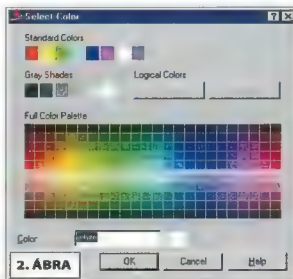 Select Color
Standard Colors
Gray Shades
Logical Colors
Full Color Palette
Color
OK
Cancel
Help
2. ÁBRA